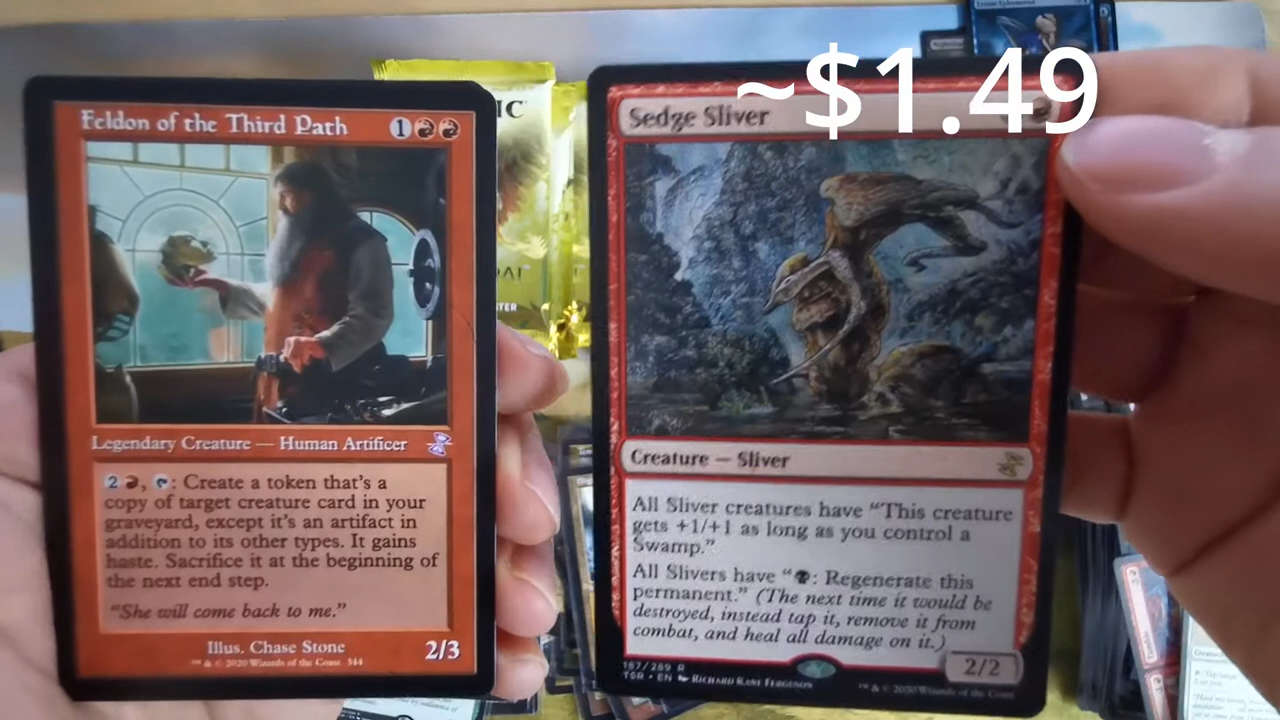 ~$1.49
Feldon of the Third Path 1
Legendary Creature — Human Artificer
2 , : Create a token that's a
copy of target creature card in your
graveyard, except it's an artifact in
addition to its other types. It gains
haste. Sacrifice it at the beginning of
the next end step.
"She will come back to me."
Illus. Chase Stone
2/3
™ & © 2020 Wizards of the Coast 344
Sedge Sliver
Creature — Sliver
All Sliver creatures have "This creature
gets +1/+1 as long as you control a
Swamp."
All Slivers have " : Regenerate this
permanent." (The next time it would be
destroyed, instead tap it, remove it from
combat, and heal all damage on it.)
187/289 R
2/2
TSR • EN Richard Kane Ferguson
™ & © 2020 Wizards of the Coast